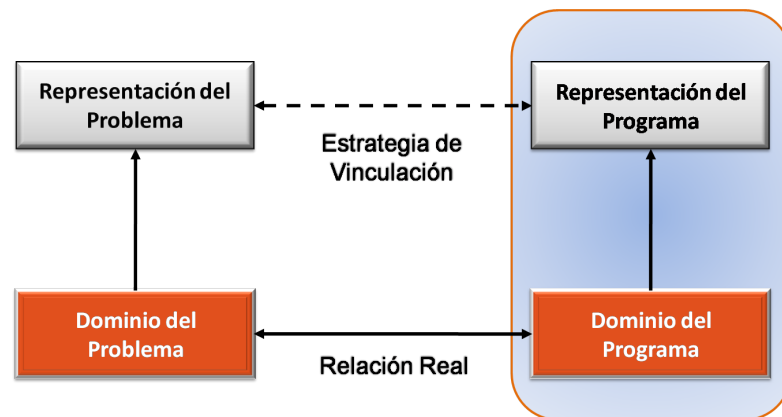 Representación del
Problema
Representación del
Programa
Estrategia de
Vinculación
Dominio del
Problema
Dominio del
Programa
Relación Real